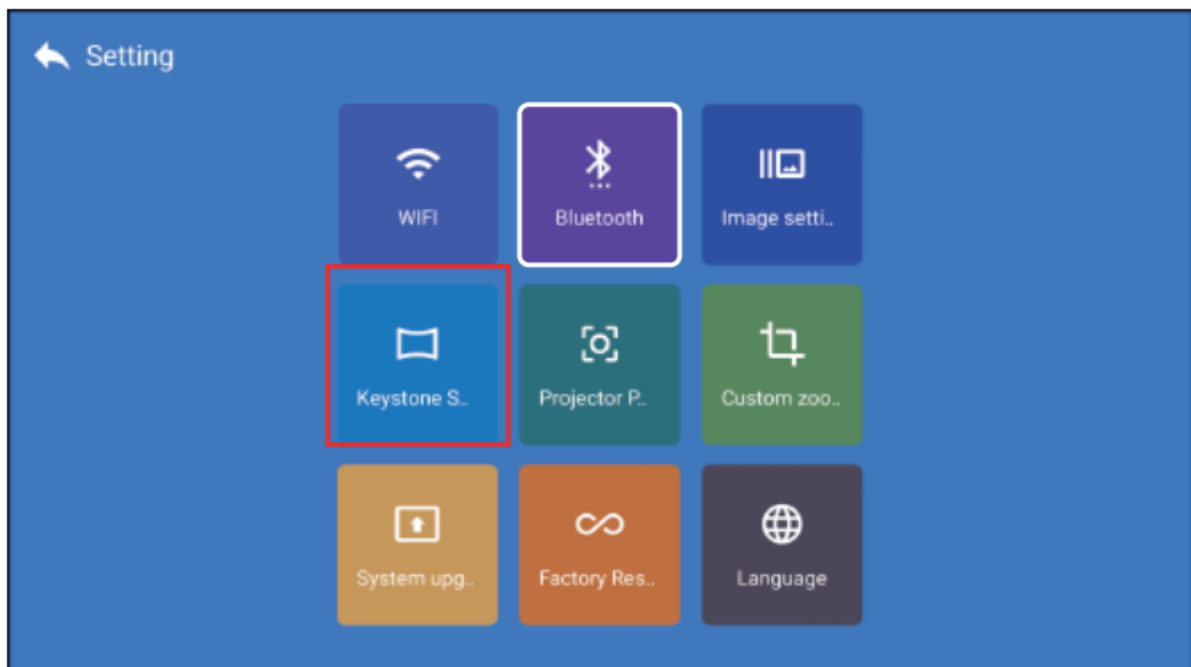 Setting
WIFI
Bluetooth
Image setti..
Keystone S..
Projector P..
Custom zoo..
System upg..
Factory Res..
Language